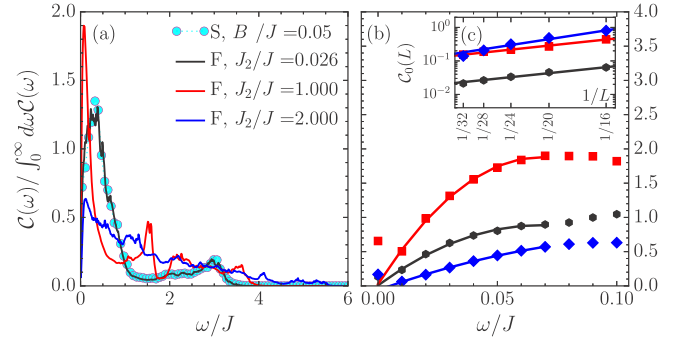 (a)
S, B /J =0.05
F, J₂/J =0.026
F, J₂/J =1.000
F, J₂/J =2.000
C(ω)/ ∫₀^∞ dωC(ω)
2.0
1.5
1.0
0.5
0.0
0 2 4 6
ω/J
(b)
4.0
3.5
3.0
2.5
2.0
1.5
1.0
0.5
0.0
0.00 0.05 0.10
ω/J
(c)
C₀(L)
10⁰
10⁻¹
10⁻²
1/32
1/28
1/24
1/20
1/16
1/L